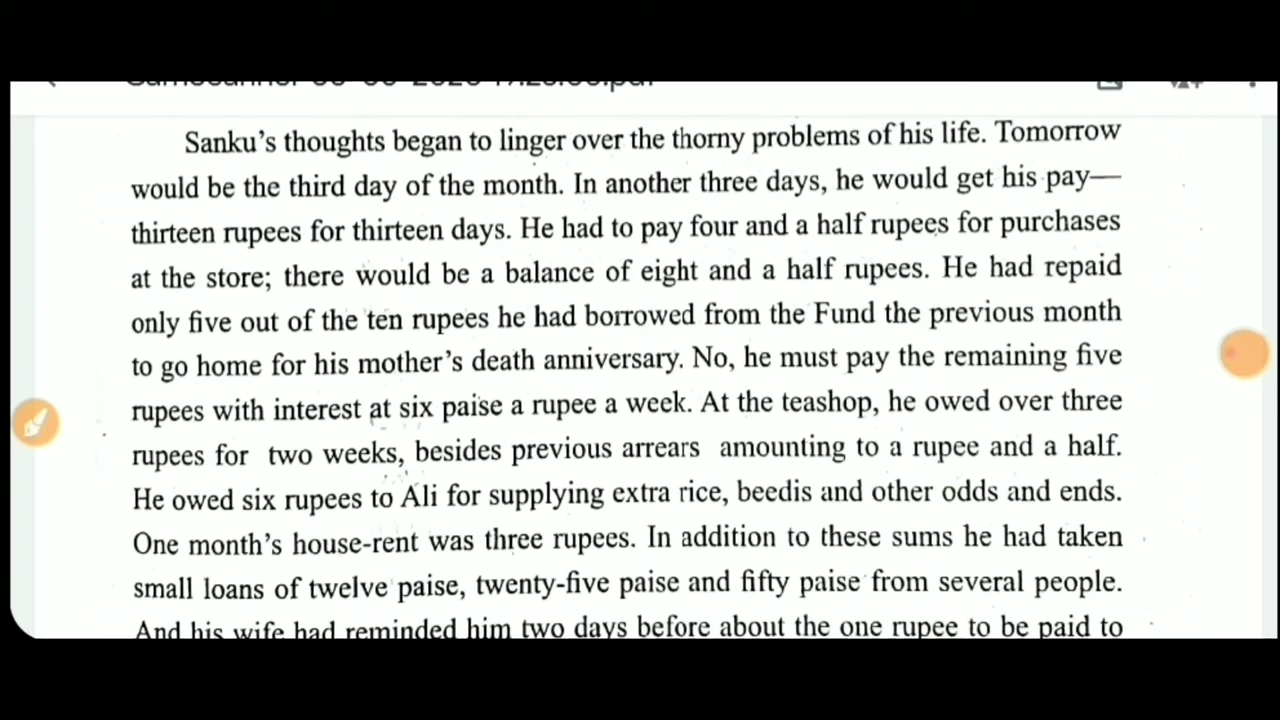 Sanku's thoughts began to linger over the thorny problems of his life. Tomorrow
would be the third day of the month. In another three days, he would get his pay—
thirteen rupees for thirteen days. He had to pay four and a half rupees for purchases
at the store; there would be a balance of eight and a half rupees. He had repaid
only five out of the ten rupees he had borrowed from the Fund the previous month
to go home for his mother's death anniversary. No, he must pay the remaining five
rupees with interest at six paise a rupee a week. At the teashop, he owed over three
rupees for two weeks, besides previous arrears amounting to a rupee and a half.
He owed six rupees to Ali for supplying extra rice, beedis and other odds and ends.
One month's house-rent was three rupees. In addition to these sums he had taken
small loans of twelve paise, twenty-five paise and fifty paise from several people.
And his wife had reminded him two days before about the one rupee to be paid to